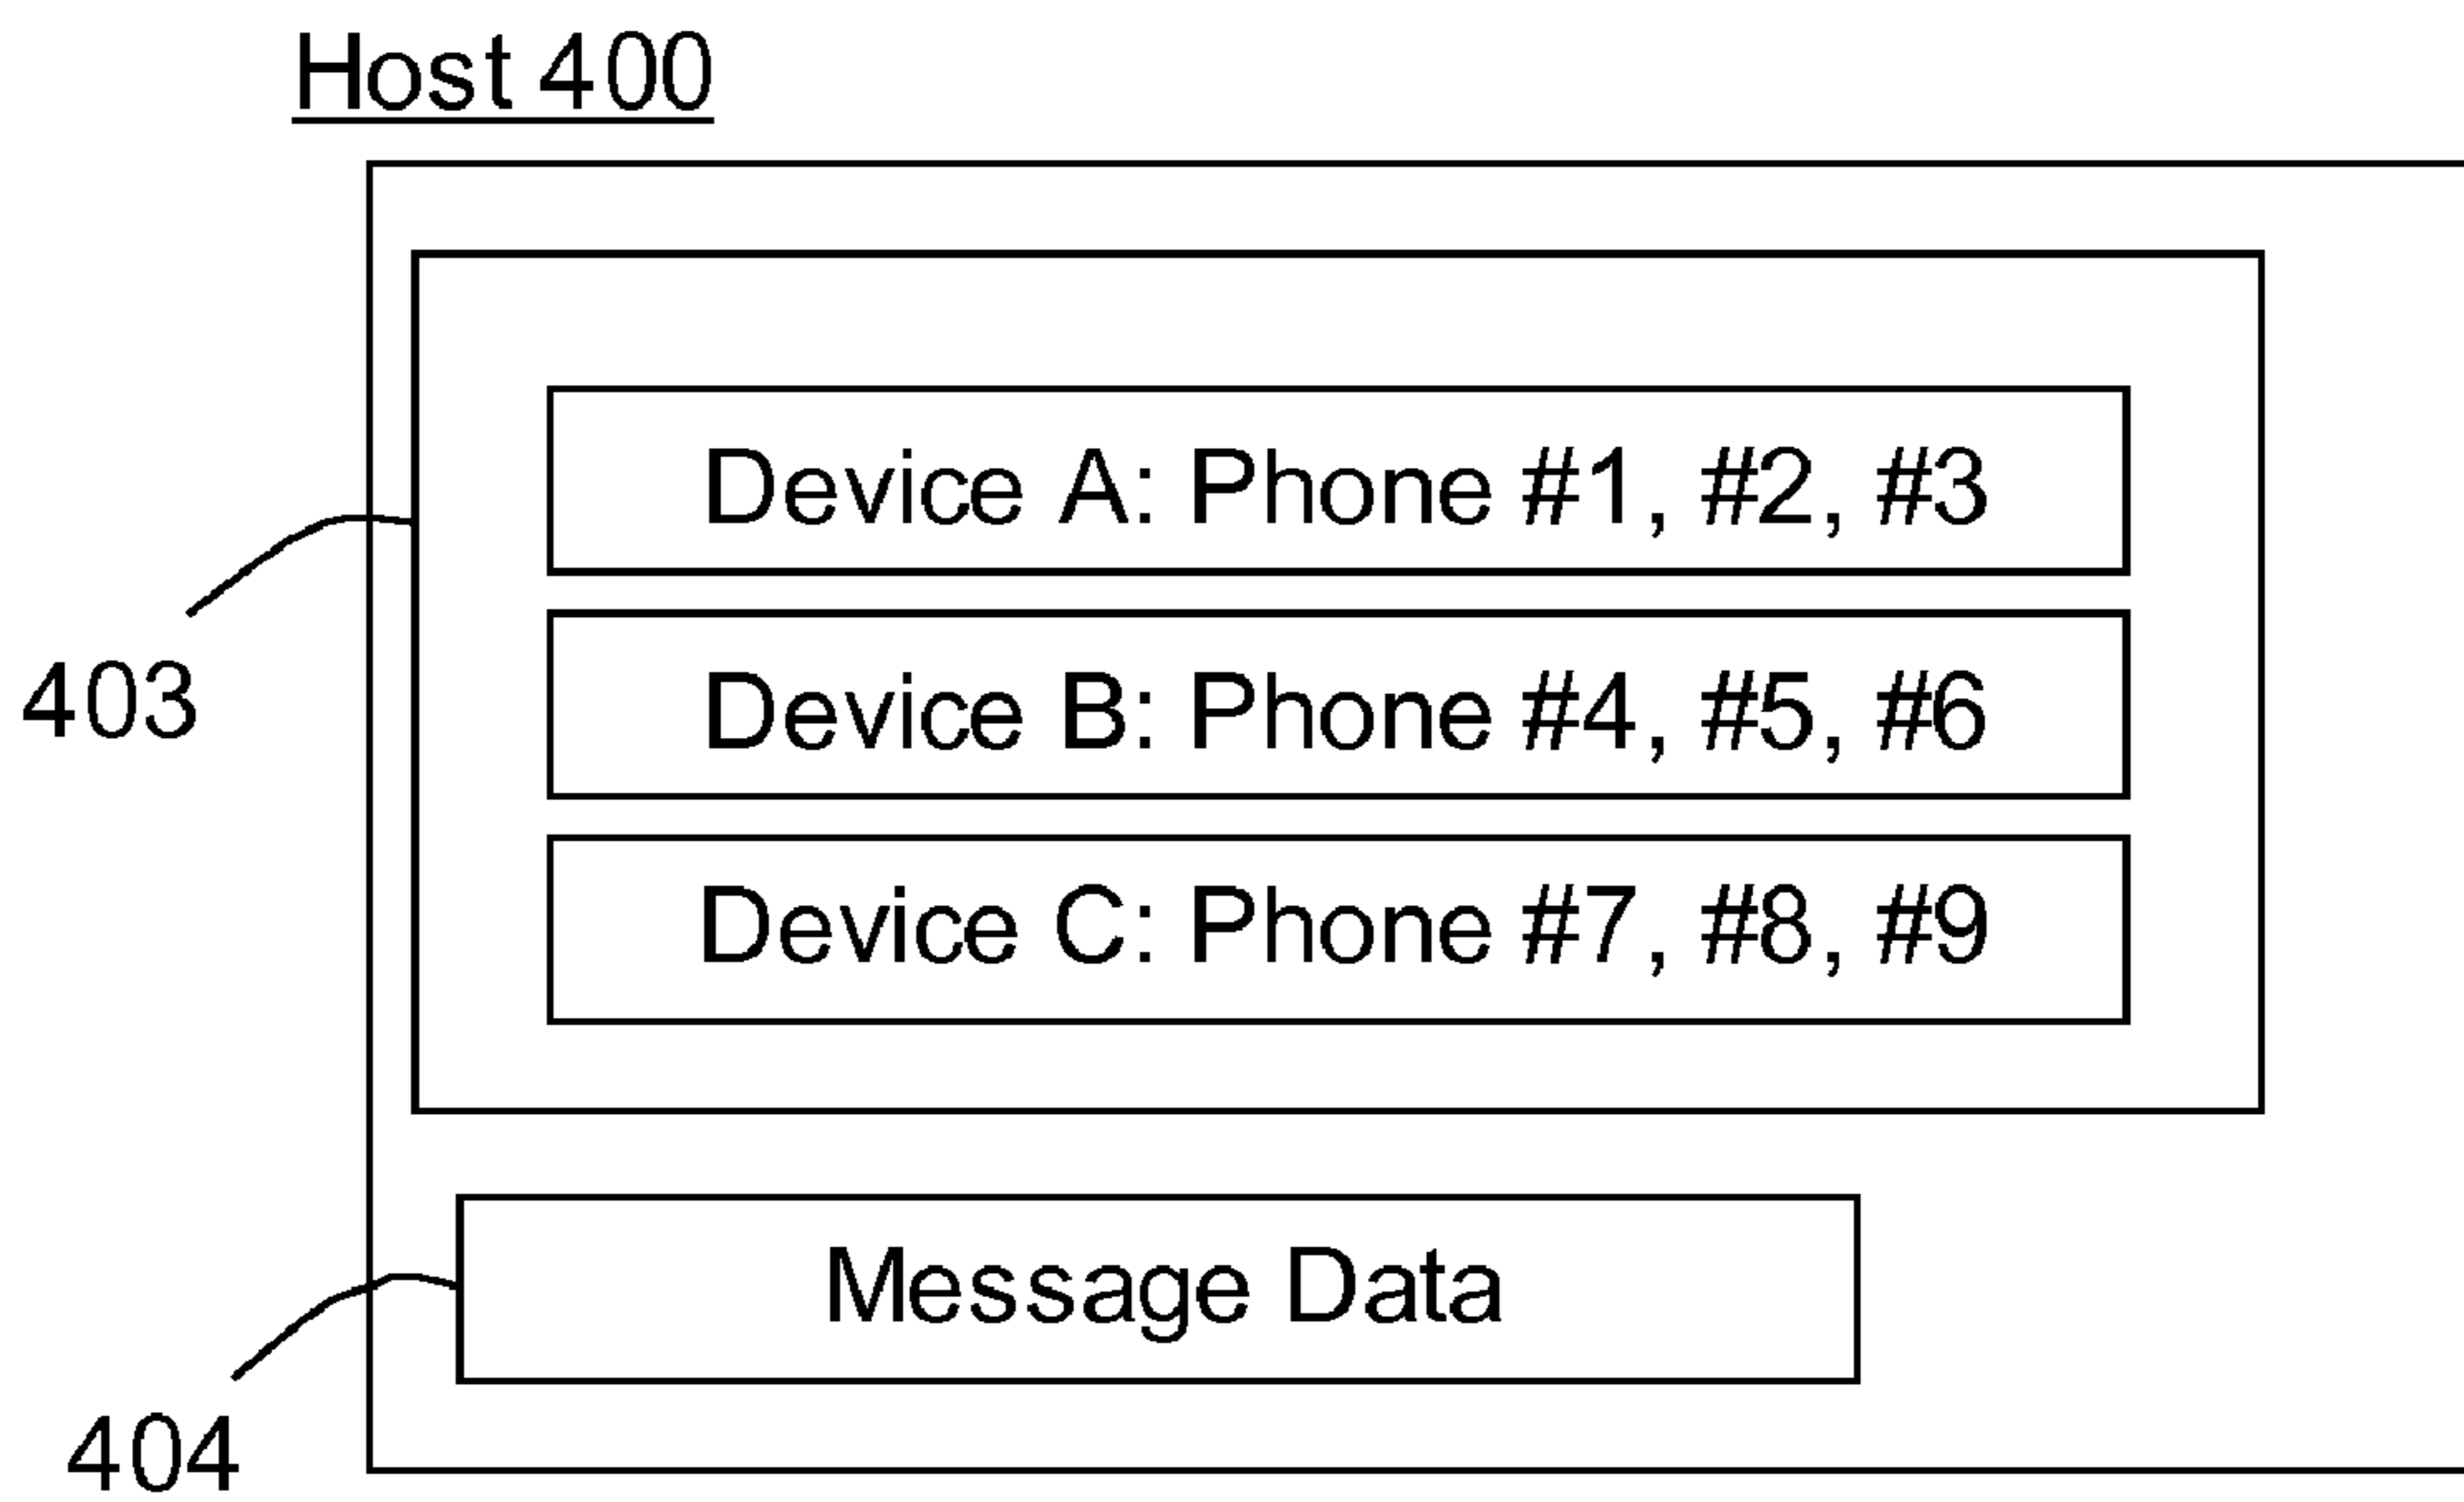 Host 400
Device A: Phone #1, #2, #3
403
Device B: Phone #4, #5, #6
Device C: Phone #7, #8, #9
Message Data
404